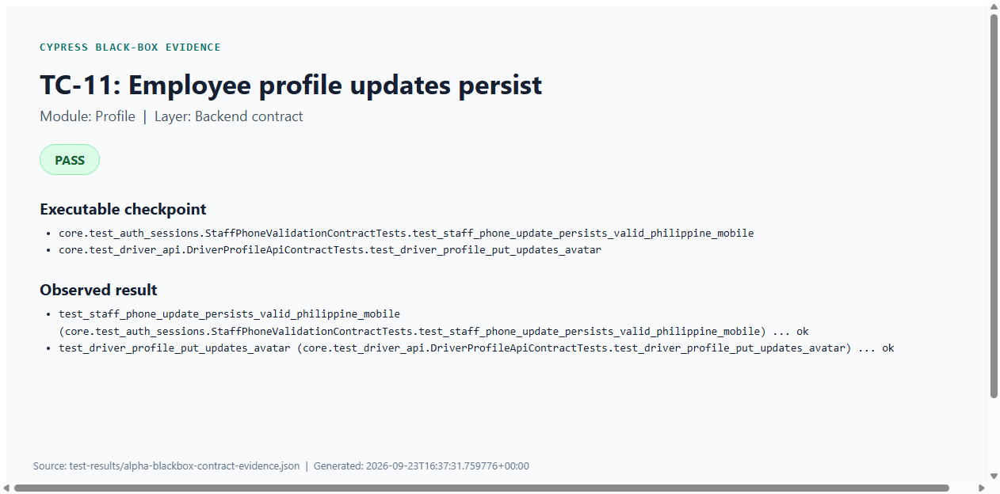 CYPRESS BLACK-BOX EVIDENCE
TC-11: Employee profile updates persist
Module: Profile | Layer: Backend contract
PASS
Executable checkpoint
• core.test_auth_sessions.StaffPhoneValidationContractTests.test_staff_phone_update_persists_valid_philippine_mobile
• core.test_driver_api.DriverProfileApiContractTests.test_driver_profile_put_updates_avatar
Observed result
• test_staff_phone_update_persists_valid_philippine_mobile
(core.test_auth_sessions.StaffPhoneValidationContractTests.test_staff_phone_update_persists_valid_philippine_mobile) ... ok
• test_driver_profile_put_updates_avatar (core.test_driver_api.DriverProfileApiContractTests.test_driver_profile_put_updates_avatar) ... ok
Source: test-results/alpha-blackbox-contract-evidence.json | Generated: 2026-09-23T16:37:31.759776+00:00